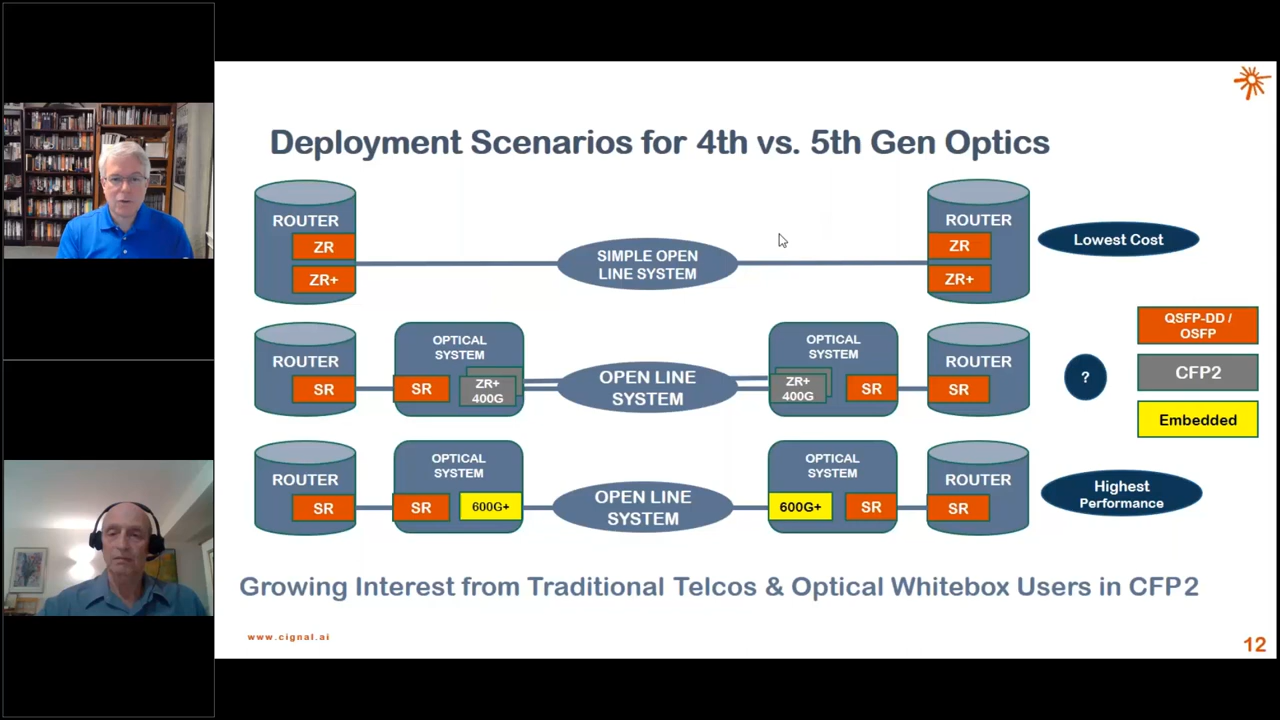 Deployment Scenarios for 4th vs. 5th Gen Optics
ROUTER
ZR
ZR+
SIMPLE OPEN
LINE SYSTEM
ROUTER
ZR
ZR+
Lowest Cost
ROUTER
SR
OPTICAL
SYSTEM
SR
ZR+
400G
OPEN LINE
SYSTEM
OPTICAL
SYSTEM
ZR+
400G
SR
ROUTER
SR
?
QSFP-DD /
OSFP
CFP2
Embedded
ROUTER
SR
OPTICAL
SYSTEM
SR
600G+
OPEN LINE
SYSTEM
OPTICAL
SYSTEM
600G+
SR
ROUTER
SR
Highest
Performance
Growing Interest from Traditional Telcos & Optical Whitebox Users in CFP2
www.cignal.ai
12